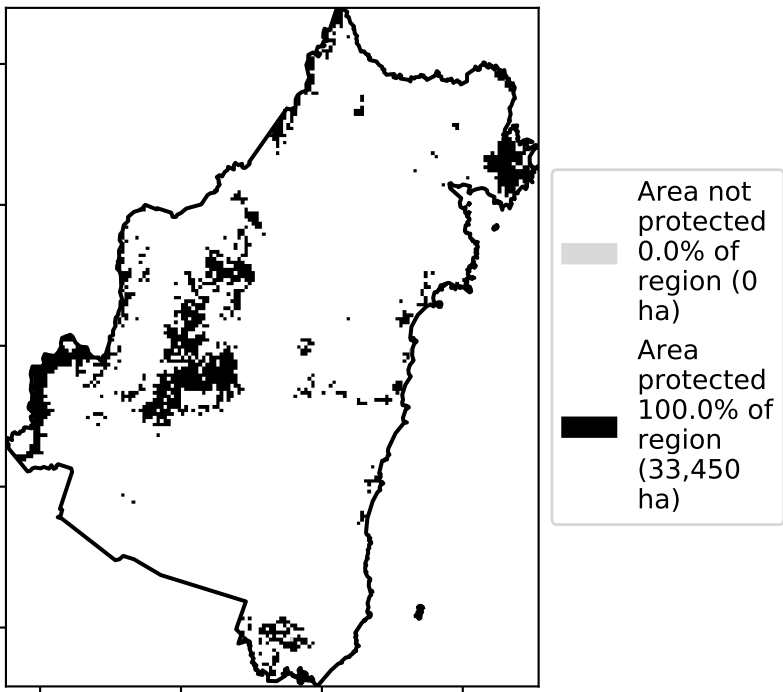 Area not
protected
0.0% of
region (0
ha)
Area
protected
100.0% of
region
(33,450
ha)